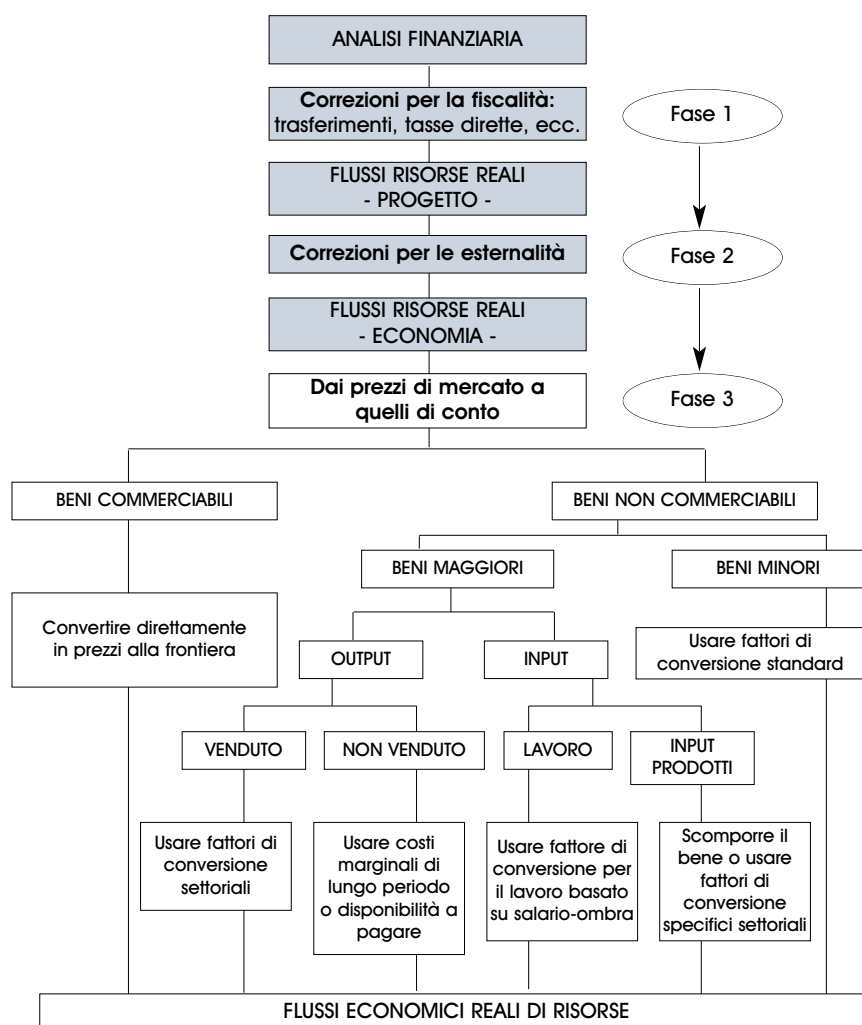 ANALISI FINANZIARIA
Correzioni per la fiscalità:
trasferimenti, tasse dirette, ecc.
Fase 1
FLUSSI RISORSE REALI
- PROGETTO -
Correzioni per le esternalità
Fase 2
FLUSSI RISORSE REALI
- ECONOMIA -
Dai prezzi di mercato a
quelli di conto
Fase 3
BENI COMMERCIABILI
BENI NON COMMERCIABILI
BENI MAGGIORI
BENI MINORI
Convertire direttamente
in prezzi alla frontiera
OUTPUT
INPUT
Usare fattori di
conversione standard
VENDUTO
NON VENDUTO
LAVORO
INPUT
PRODOTTI
Usare fattori di
conversione
settoriali
Usare costi
marginali di
lungo periodo
o disponibilità a
pagare
Usare fattore di
conversione per
il lavoro basato
su salario-ombra
Scomporre il
bene o usare
fattori di
conversione
specifici settoriali
FLUSSI ECONOMICI REALI DI RISORSE